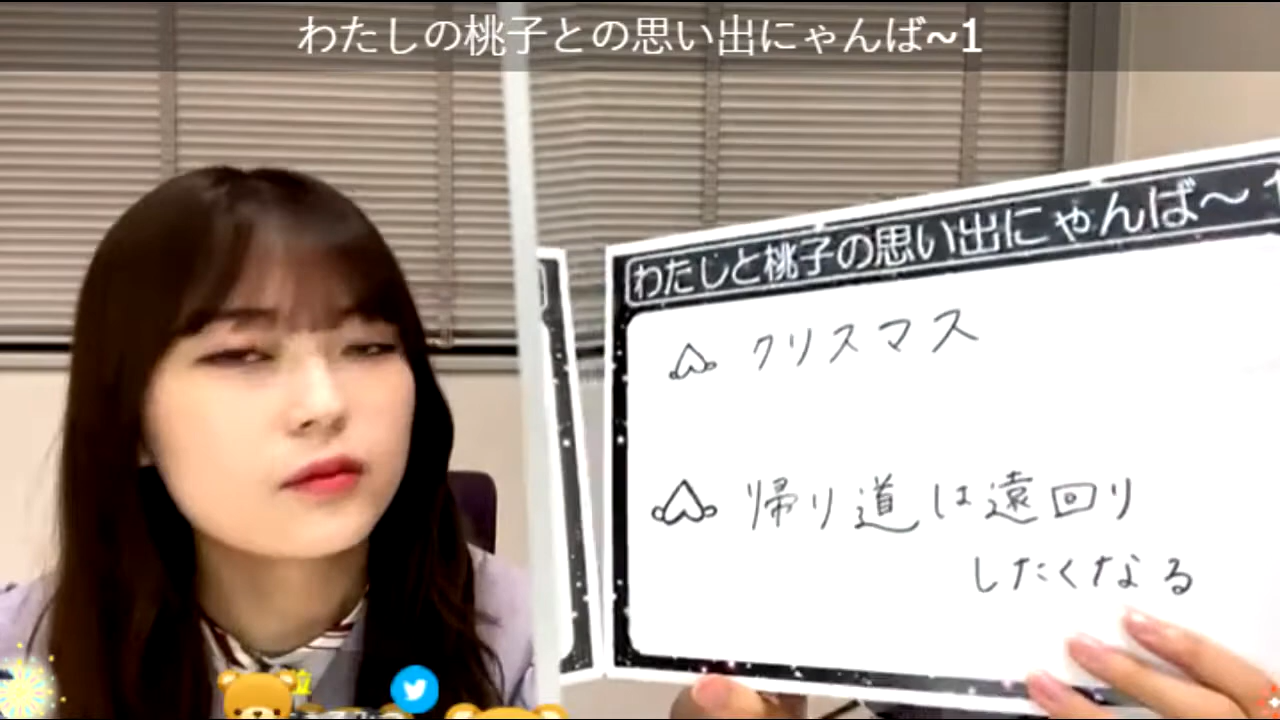 わたしの桃子との思い出にゃんば~1
わたしと桃子の思い出にゃんば~
クリスマス
帰り道は遠回り
したくなる